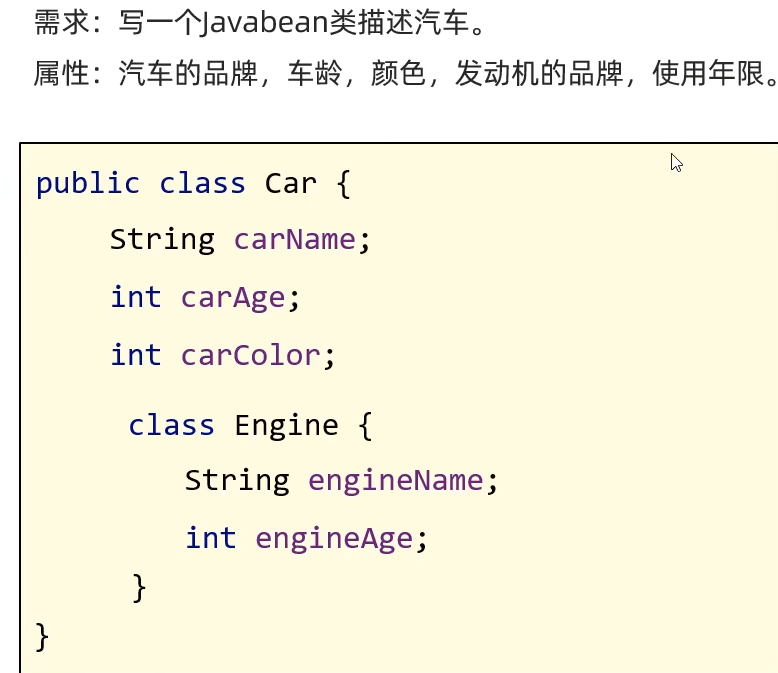 需求：写一个Javabean类描述汽车。
属性：汽车的品牌，车龄，颜色，发动机的品牌，使用年限。
public class Car {
String carName;
int carAge;
int carColor;
class Engine {
String engineName;
int engineAge;
}
}